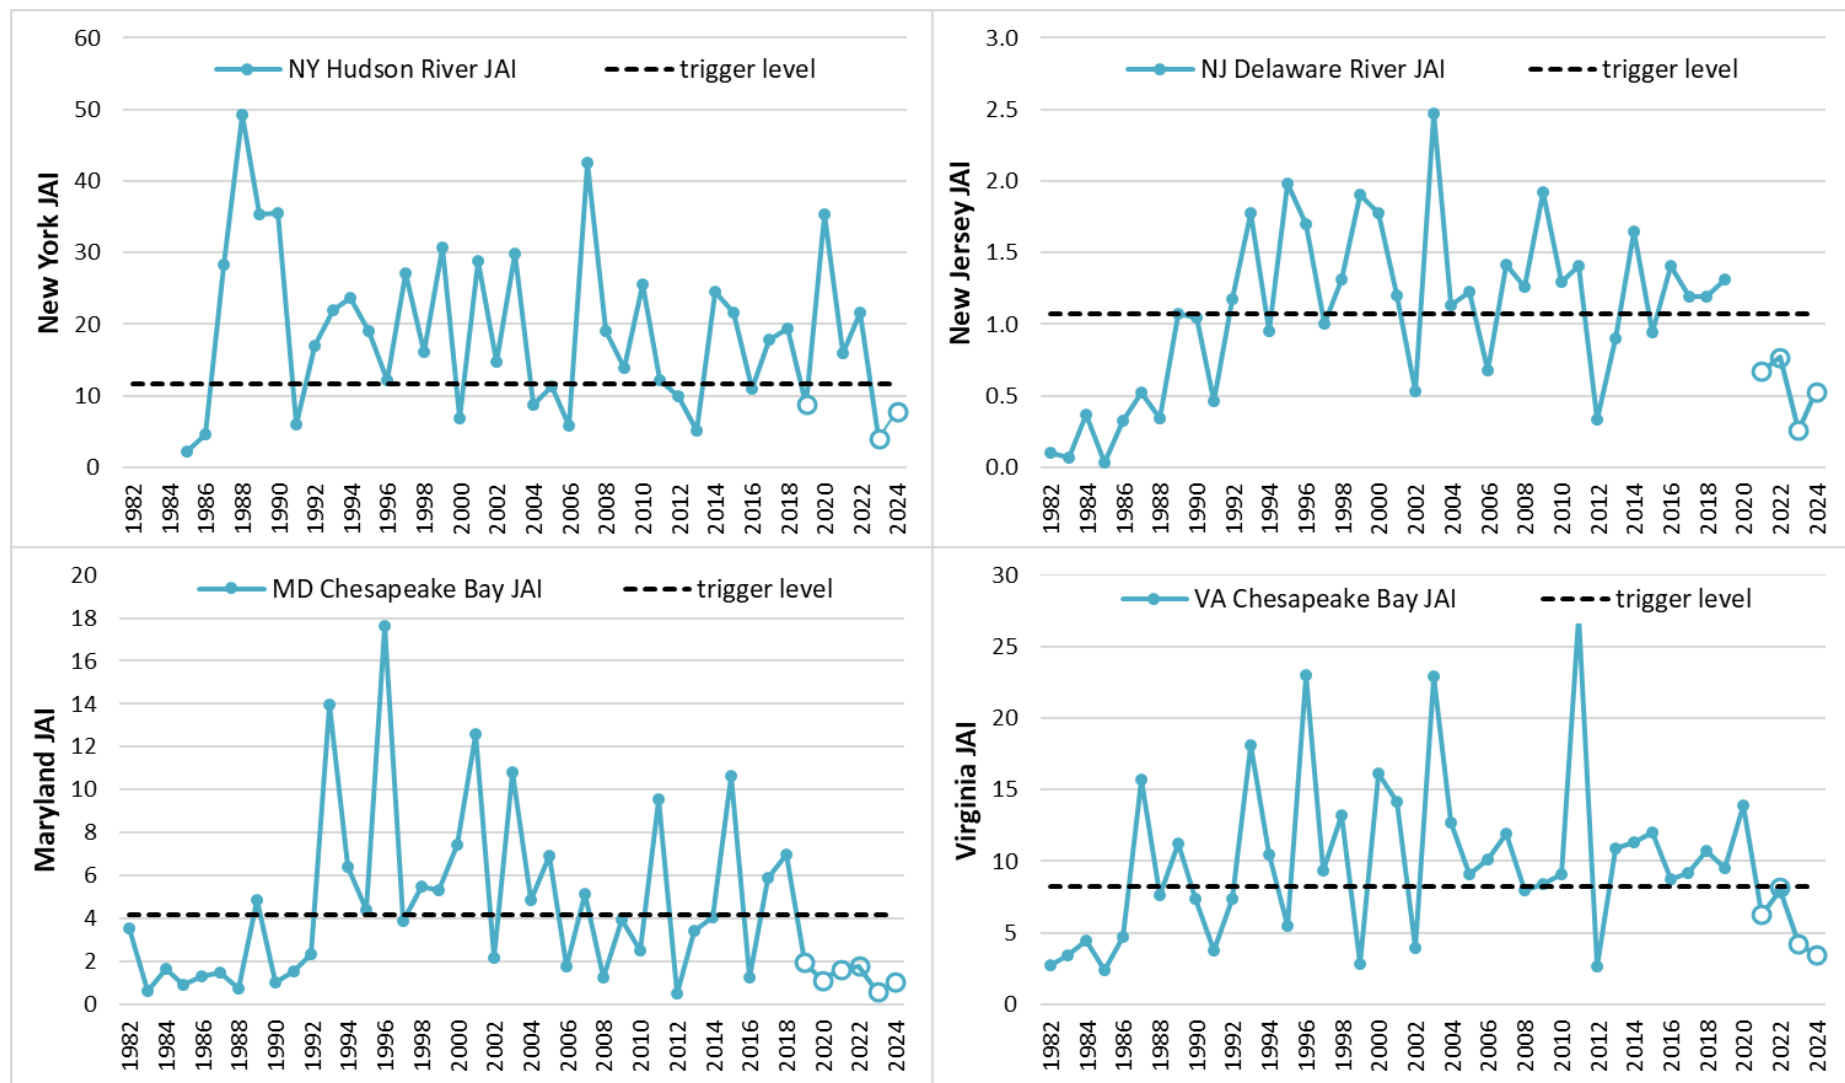 NY Hudson River JAI
trigger level
New York JAI
60
50
40
30
20
10
0
1982 1984 1986 1988 1990 1992 1994 1996 1998 2000 2002 2004 2006 2008 2010 2012 2014 2016 2018 2020 2022 2024
NJ Delaware River JAI
trigger level
New Jersey JAI
3.0
2.5
2.0
1.5
1.0
0.5
0.0
1982 1984 1986 1988 1990 1992 1994 1996 1998 2000 2002 2004 2006 2008 2010 2012 2014 2016 2018 2020 2022 2024
MD Chesapeake Bay JAI
trigger level
Maryland JAI
20
18
16
14
12
10
8
6
4
2
0
1982 1984 1986 1988 1990 1992 1994 1996 1998 2000 2002 2004 2006 2008 2010 2012 2014 2016 2018 2020 2022 2024
VA Chesapeake Bay JAI
trigger level
Virginia JAI
30
25
20
15
10
5
0
1982 1984 1986 1988 1990 1992 1994 1996 1998 2000 2002 2004 2006 2008 2010 2012 2014 2016 2018 2020 2022 2024